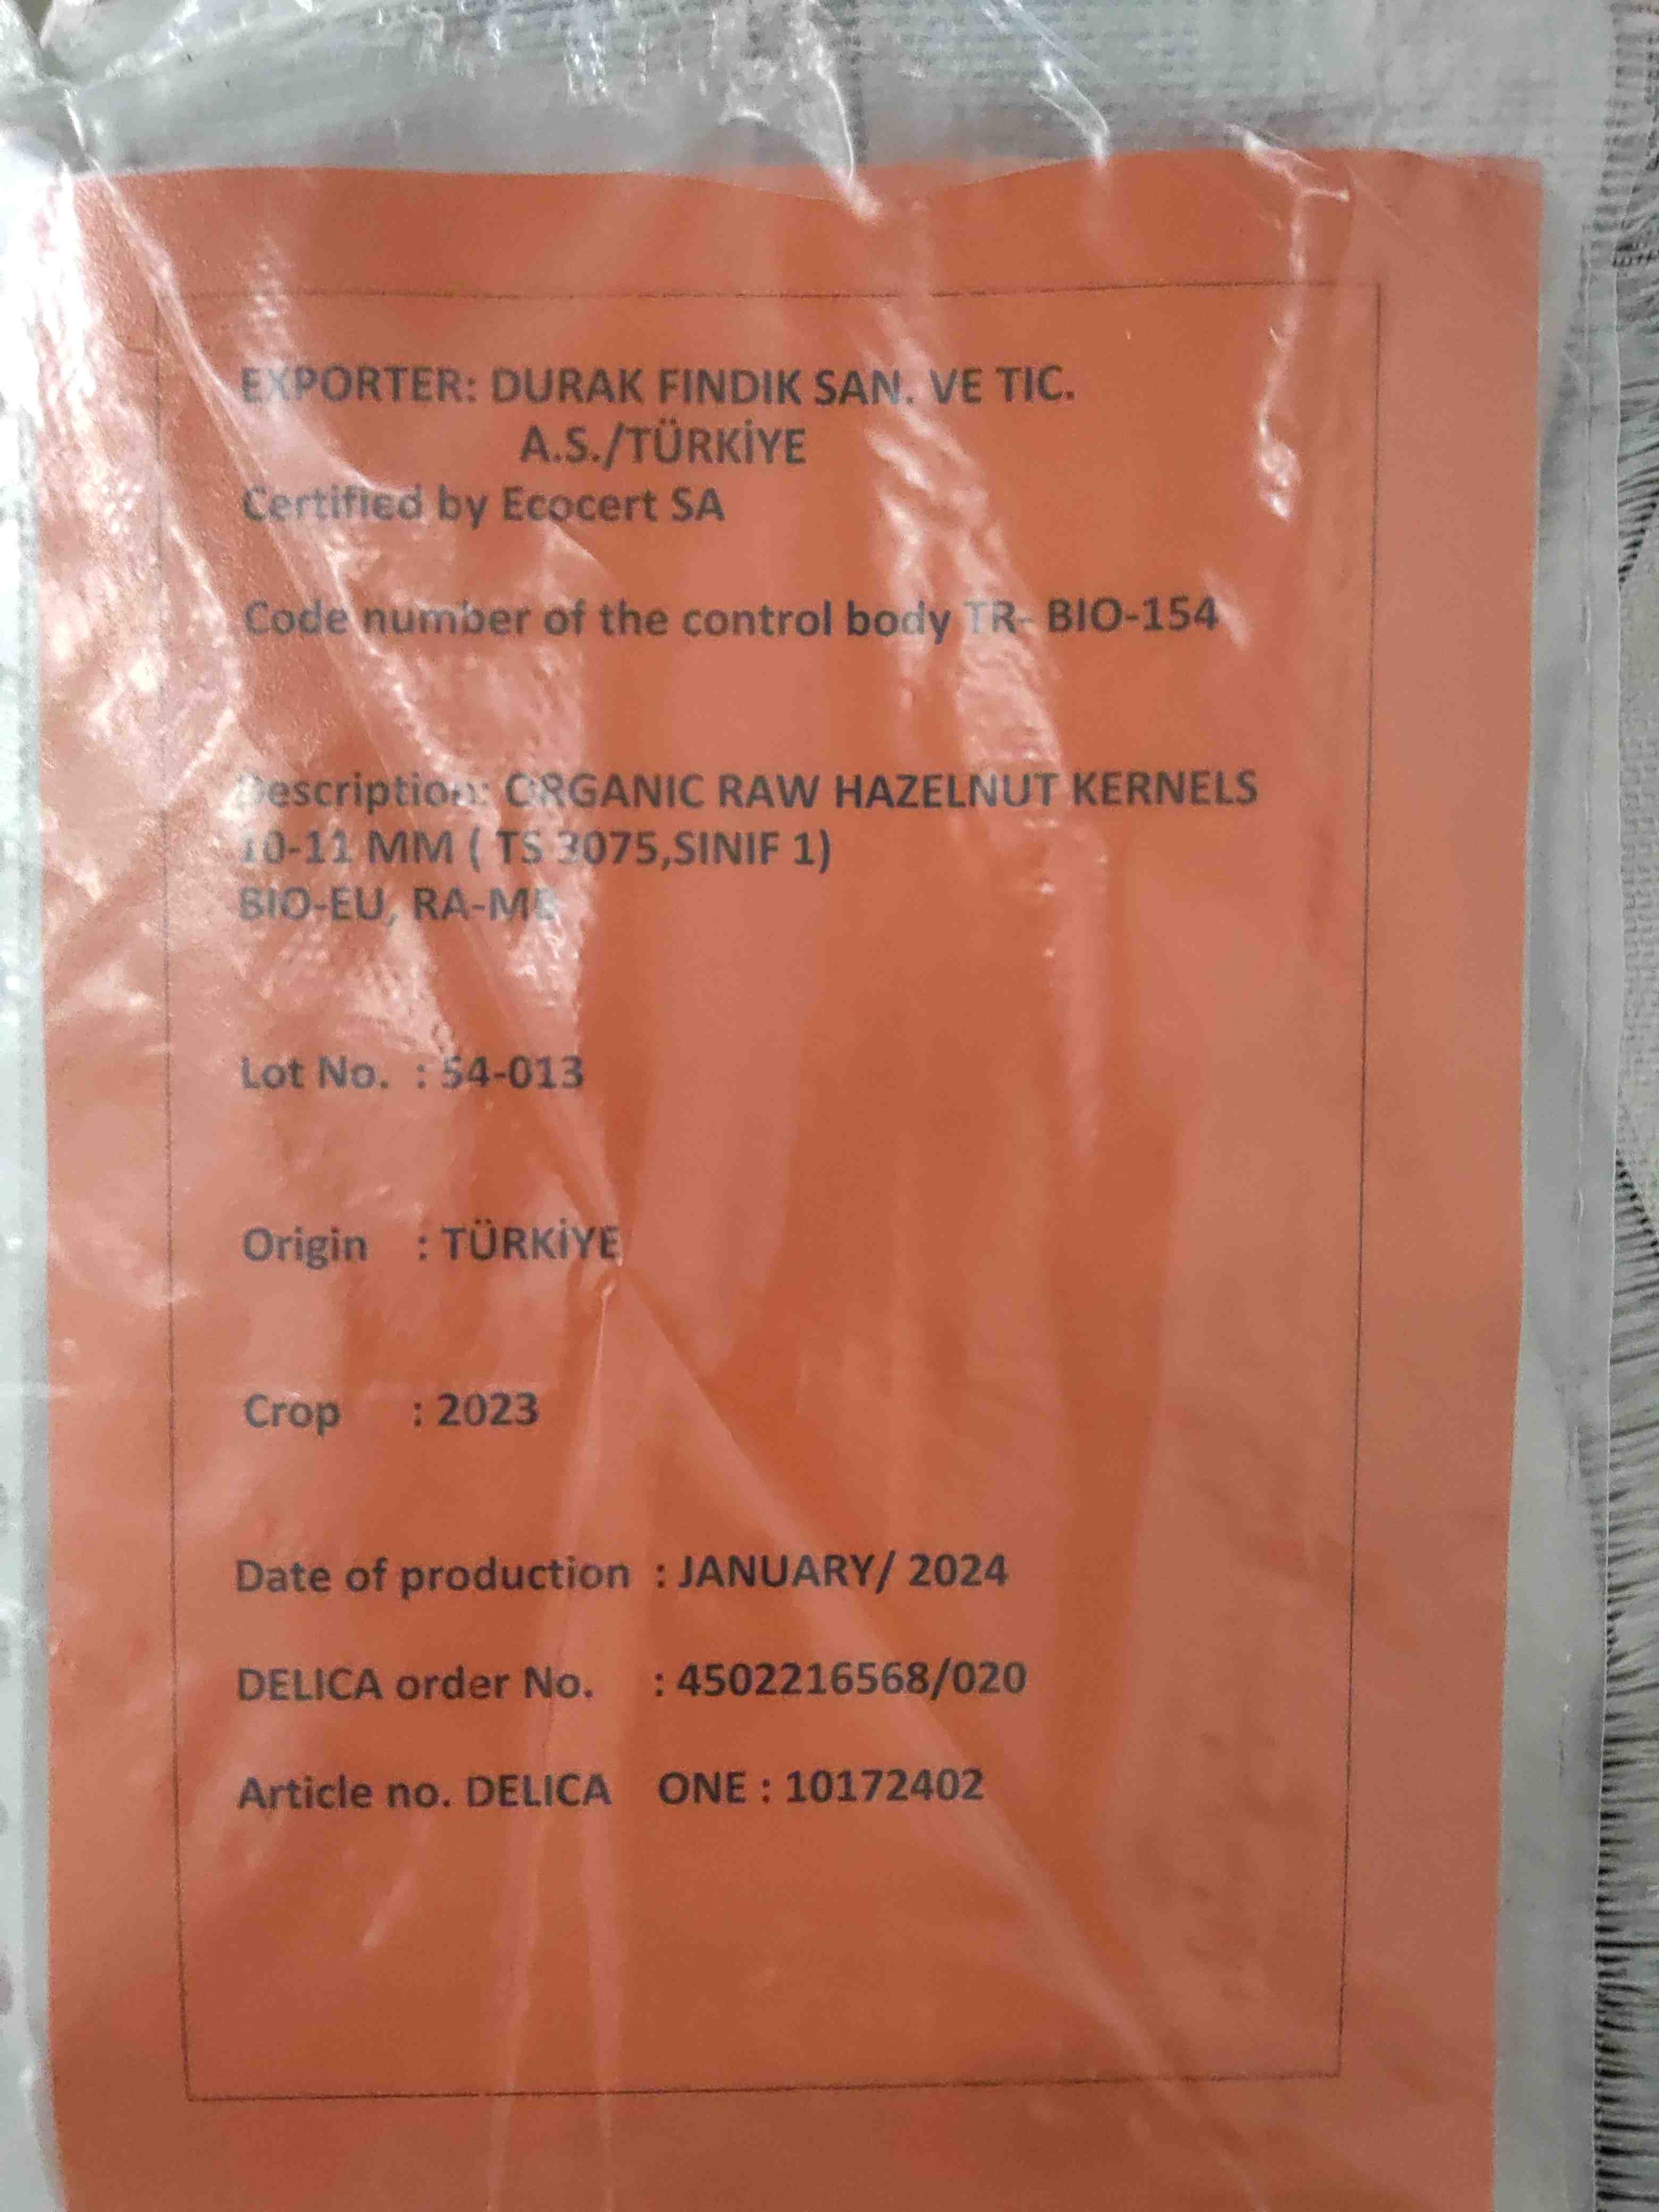 EXPORTER: DURAK FINDIK SAN. VE TIC.
A.S./TÜRKİYE
Certified by Ecocert SA
Code number of the control body TR- BIO-154
Description: ORGANIC RAW HAZELNUT KERNELS
10-11 MM ( TS 3075,SINIF 1)
BIO-EU, RA-MB
Lot No. : 54-013
Origin : TÜRKİYE
Crop : 2023
Date of production : JANUARY/ 2024
DELICA order No. : 4502216568/020
Article no. DELICA ONE : 10172402